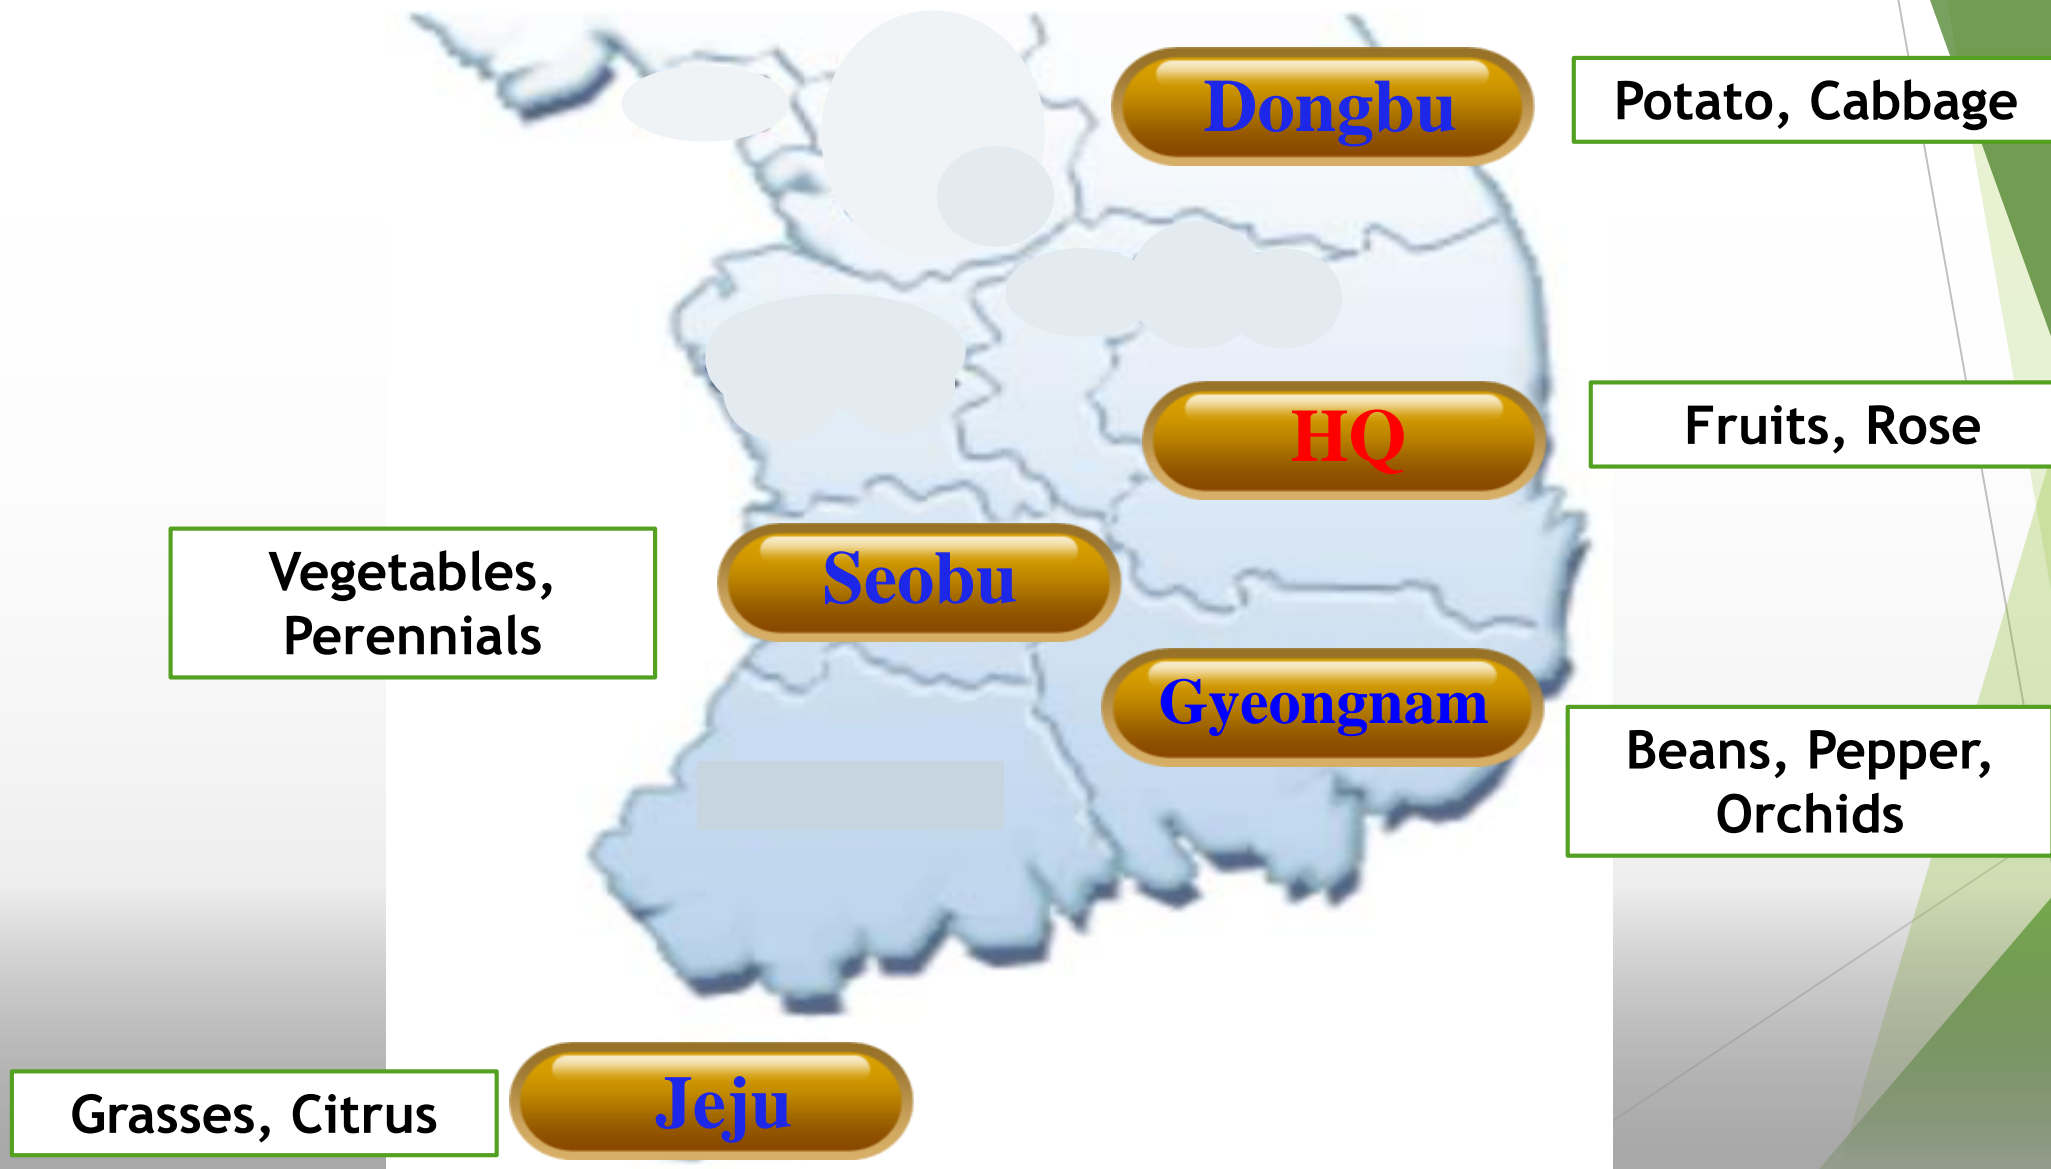 Dongbu
Potato, Cabbage
HQ
Fruits, Rose
Vegetables,
Perennials
Seobu
Gyeongnam
Beans, Pepper,
Orchids
Grasses, Citrus
Jeju